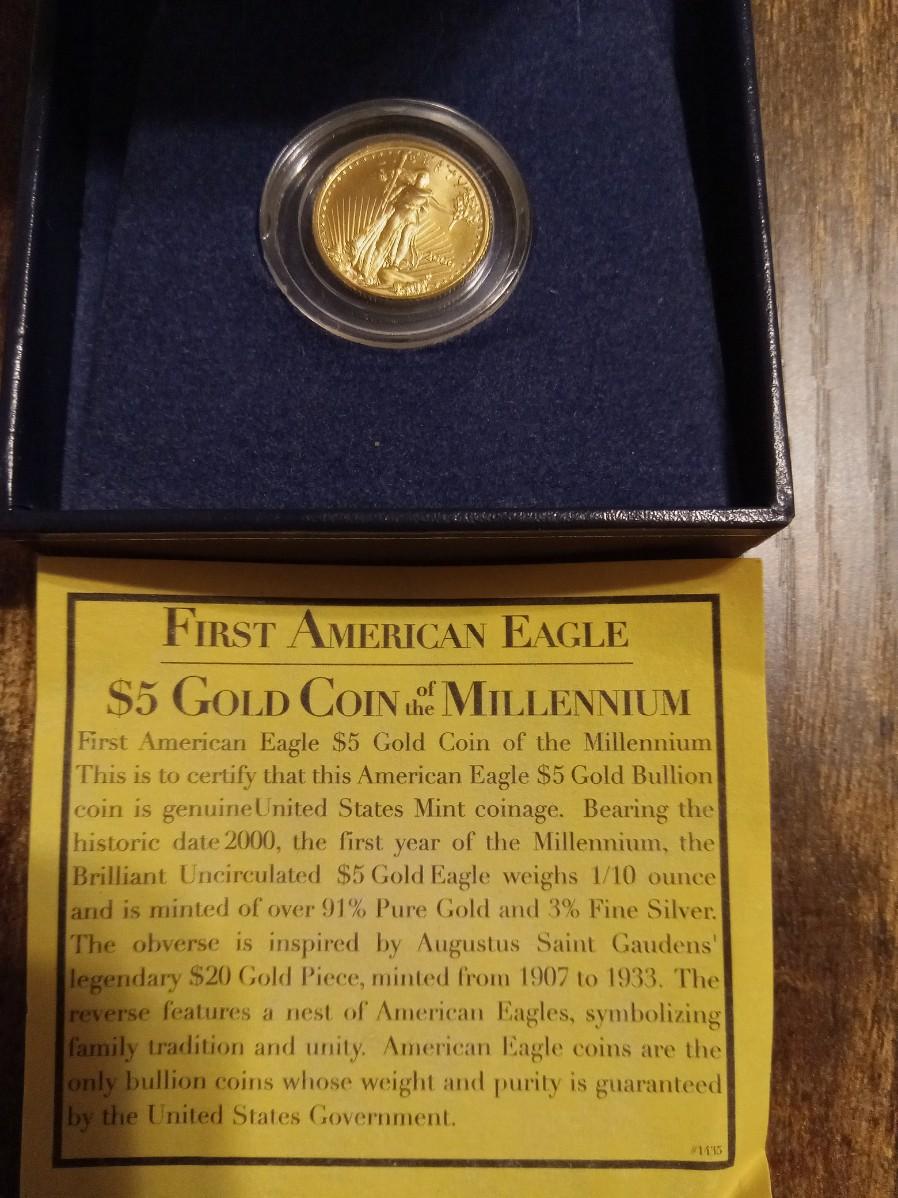 FIRST AMERICAN EAGLE
$5 GOLD COIN of the MILLENNIUM
First American Eagle $5 Gold Coin of the Millennium
This is to certify that this American Eagle $5 Gold Bullion
coin is genuineUnited States Mint coinage. Bearing the
historic date 2000, the first year of the Millennium, the
Brilliant Uncirculated $5 Gold Eagle weighs 1/10 ounce
and is minted of over 91% Pure Gold and 3% Fine Silver.
The obverse is inspired by Augustus Saint Gaudens'
legendary $20 Gold Piece, minted from 1907 to 1933. The
reverse features a nest of American Eagles, symbolizing
family tradition and unity. American Eagle coins are the
only bullion coins whose weight and purity is guaranteed
by the United States Government.
#1435